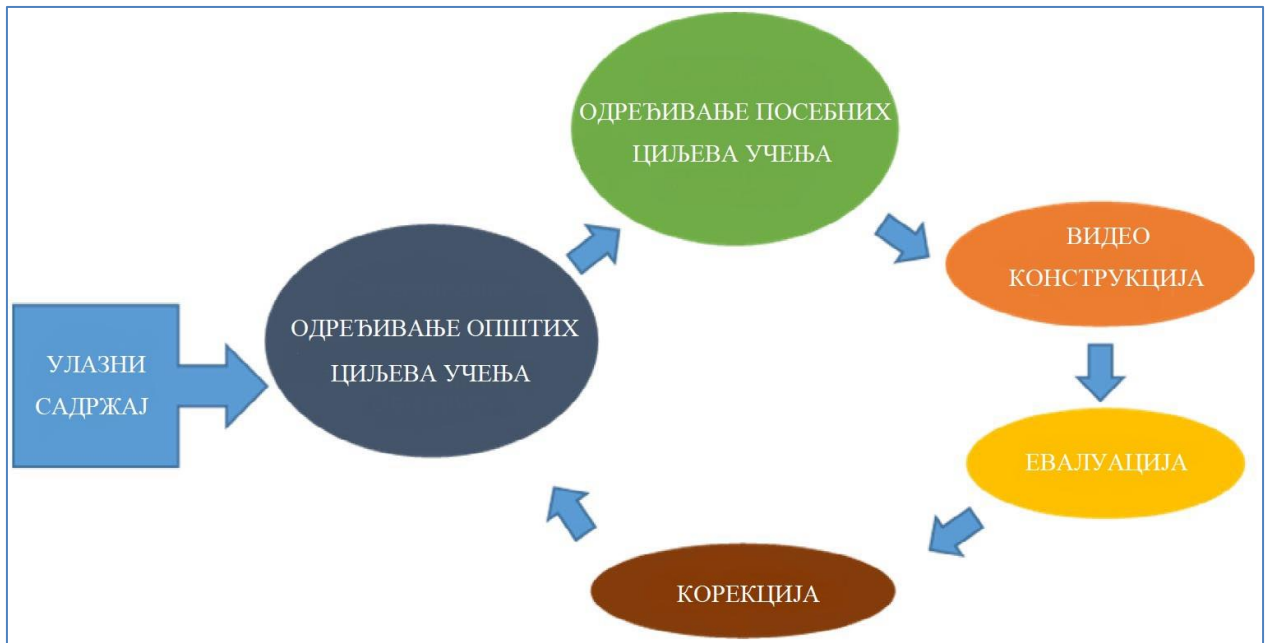 УЛАЗНИ
САДРЖАЈ
ОДРЕЂИВАЊЕ ОПШТИХ
ЦИЉЕВА УЧЕЊА
ОДРЕЂИВАЊЕ ПОСЕБНИХ
ЦИЉЕВА УЧЕЊА
ВИДЕО
КОНСТРУКЦИЈА
ЕВАЛУАЦИЈА
КОРЕКЦИЈА